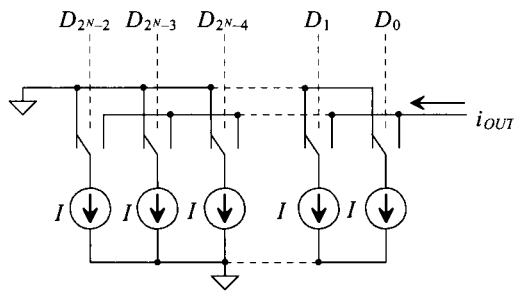 D_{2^N-2} D_{2^N-3} D_{2^N-4} D_1 D_0
i_{OUT}
I I I I I